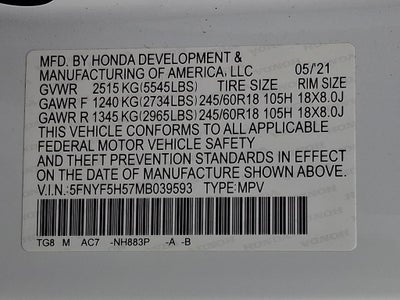 MFD. BY HONDA DEVELOPMENT &
MANUFACTURING OF AMERICA, LLC 05/'21
GVWR 2515 KG(5545LBS) TIRE SIZE RIM SIZE
GAWR F 1240 KG(2734LBS) 245/60R18 105H 18X8.0J
GAWR R 1345 KG(2965LBS) 245/60R18 105H 18X8.0J
THIS VEHICLE CONFORMS TO ALL APPLICABLE
FEDERAL MOTOR VEHICLE SAFETY
AND THEFT PREVENTION STANDARDS IN EFFECT
ON THE DATE OF MANUFACTURE SHOWN ABOVE.
V.I.N.:5FNYF5H57MB039593 TYPE:MPV
TG8 M AC7 -NH883P -A -B
HONDA